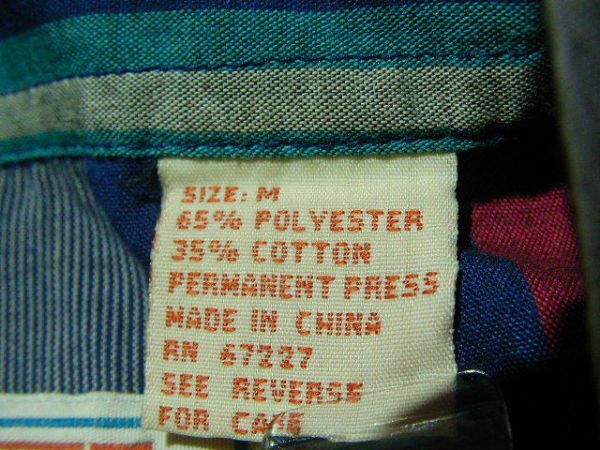 SIZE: M
65% POLYESTER
35% COTTON
PERMANENT PRESS
MADE IN CHINA
RN 67227
SEE REVERSE
FOR CARE